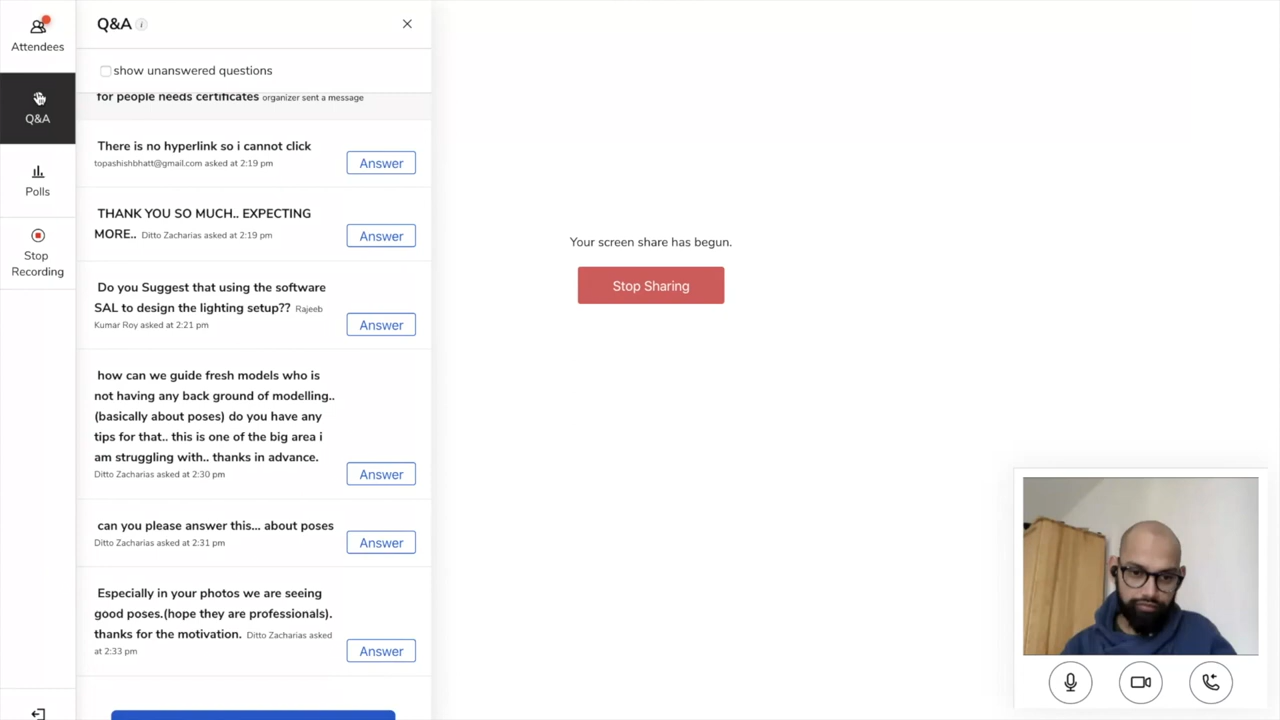 Attendees
Q&A
Polls
Stop
Recording
Q&A i
show unanswered questions
for people needs certificates organizer sent a message
There is no hyperlink so i cannot click
topashishbhatt@gmail.com asked at 2:19 pm
Answer
THANK YOU SO MUCH.. EXPECTING
MORE.. Ditto Zacharias asked at 2:19 pm
Answer
Do you Suggest that using the software
SAL to design the lighting setup?? Rajeeb
Kumar Roy asked at 2:21 pm
Answer
how can we guide fresh models who is
not having any back ground of modelling..
(basically about poses) do you have any
tips for that.. this is one of the big area i
am struggling with.. thanks in advance.
Ditto Zacharias asked at 2:30 pm
Answer
can you please answer this... about poses
Ditto Zacharias asked at 2:31 pm
Answer
Especially in your photos we are seeing
good poses.(hope they are professionals).
thanks for the motivation. Ditto Zacharias asked
at 2:33 pm
Answer
Your screen share has begun.
Stop Sharing